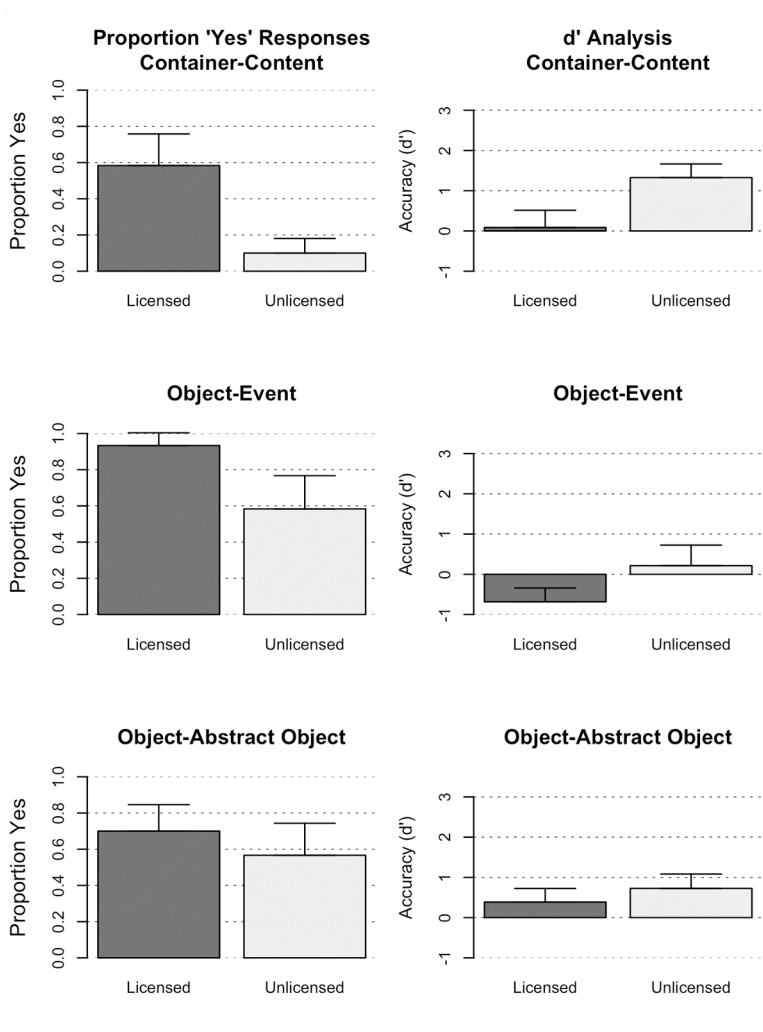 Proportion 'Yes' Responses
Container-Content
Proportion Yes
1.0
0.8
0.6
0.4
0.2
0.0
Licensed
Unlicensed
d' Analysis
Container-Content
Accuracy (d')
3
2
1
0
-1
Licensed
Unlicensed
Object-Event
Proportion Yes
1.0
0.8
0.6
0.4
0.2
0.0
Licensed
Unlicensed
Object-Event
Accuracy (d')
3
2
1
0
-1
Licensed
Unlicensed
Object-Abstract Object
Proportion Yes
1.0
0.8
0.6
0.4
0.2
0.0
Licensed
Unlicensed
Object-Abstract Object
Accuracy (d')
3
2
1
0
-1
Licensed
Unlicensed